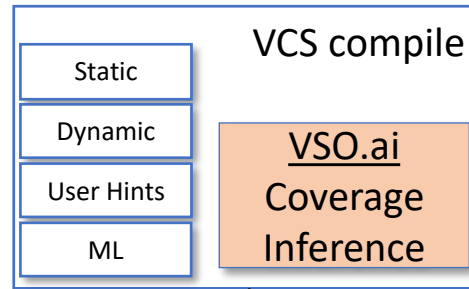 VCS compile
Static
Dynamic
User Hints
ML
VSO.ai
Coverage
Inference